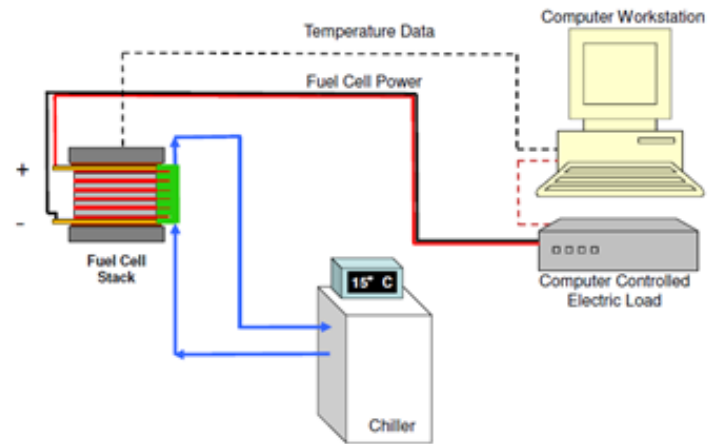 Computer Workstation
Temperature Data
Fuel Cell Power
+
-
Fuel Cell
Stack
15° C
Computer Controlled
Electric Load
Chiller